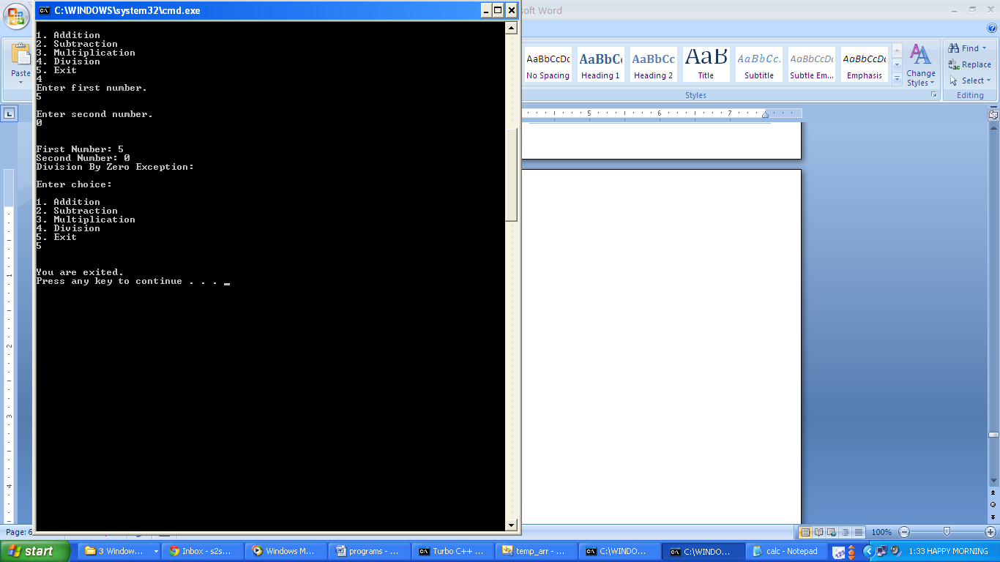 C:\WINDOWS\system32\cmd.exe
soft Word
1. Addition
2. Subtraction
3. Multiplication
4. Division
5. Exit
4
Enter first number.
5
Enter second number.
0
First Number: 5
Second Number: 0
Division By Zero Exception:
Enter choice:
1. Addition
2. Subtraction
3. Multiplication
4. Division
5. Exit
5
You are exited.
Press any key to continue . . . _
Paste
AaBbCcDc AaBbCc AaBbCc AaB AaBbCc. AaBbCcDc AaBbCcDc
No Spacing Heading 1 Heading 2 Title Subtitle Subtle Em... Emphasis
Change Styles
Styles
Find
Replace
Select
Editing
5 6 7
1
2
3
4
Page: 6
100%
start
3 Window...
Inbox - s2s...
Windows M...
programs - ...
Turbo C++ ...
temp_arr - ...
C:\WINDO...
C:\WINDO...
calc - Notepad
1:33 HAPPY MORNING